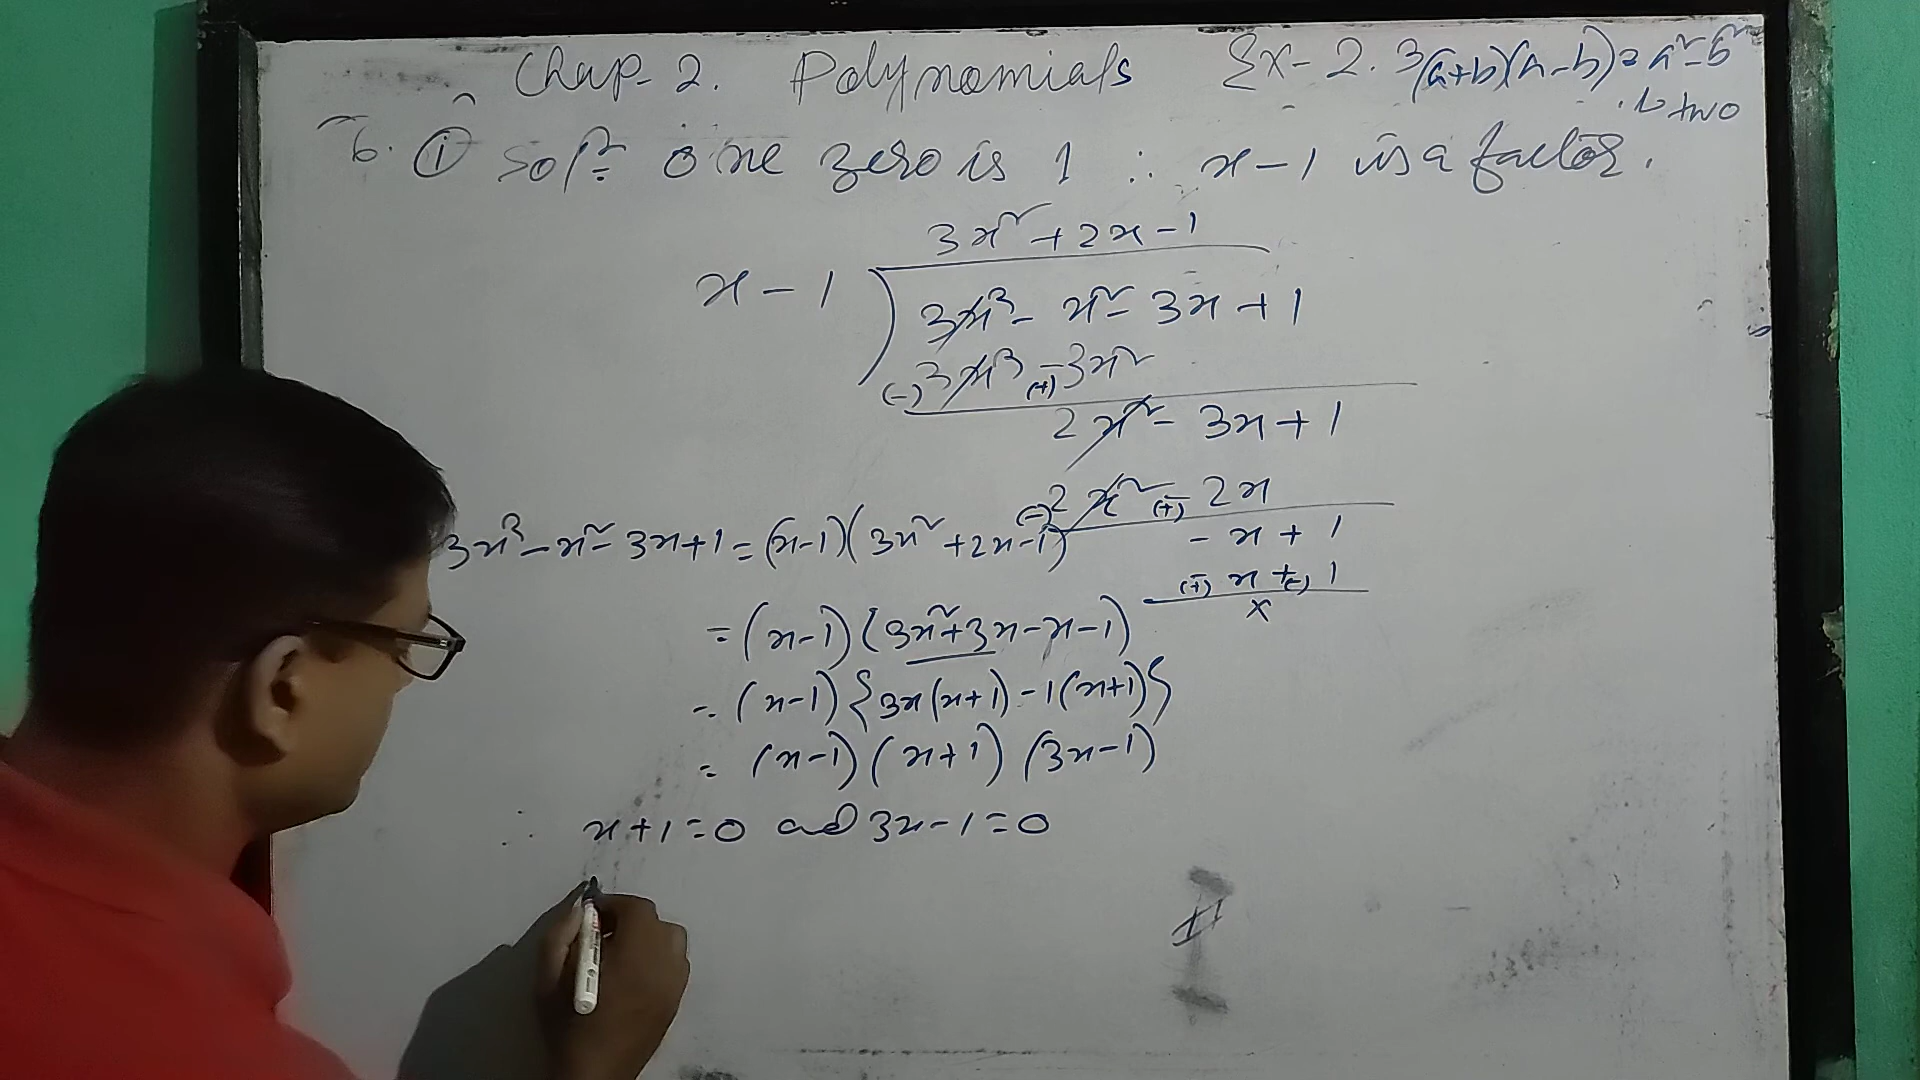 Chap-2. Polynomials Ex-2.3 (a+b)(a-b)=a²-b²
two
6. (i) Solⁿ: one zero is 1 ∴ x-1 is a factor.
3x²+2x-1
x-1 ) 3x³-x²-3x+1
(-)3x³(+)-3x²
2x²-3x+1
(-)2x²(+)-2x
-x+1
(+)-x+(-)1
x
3x³-x²-3x+1=(x-1)(3x²+2x-1)
=(x-1)(3x²+3x-x-1)
=(x-1){3x(x+1)-1(x+1)}
=(x-1)(x+1)(3x-1)
∴ x+1=0 and 3x-1=0